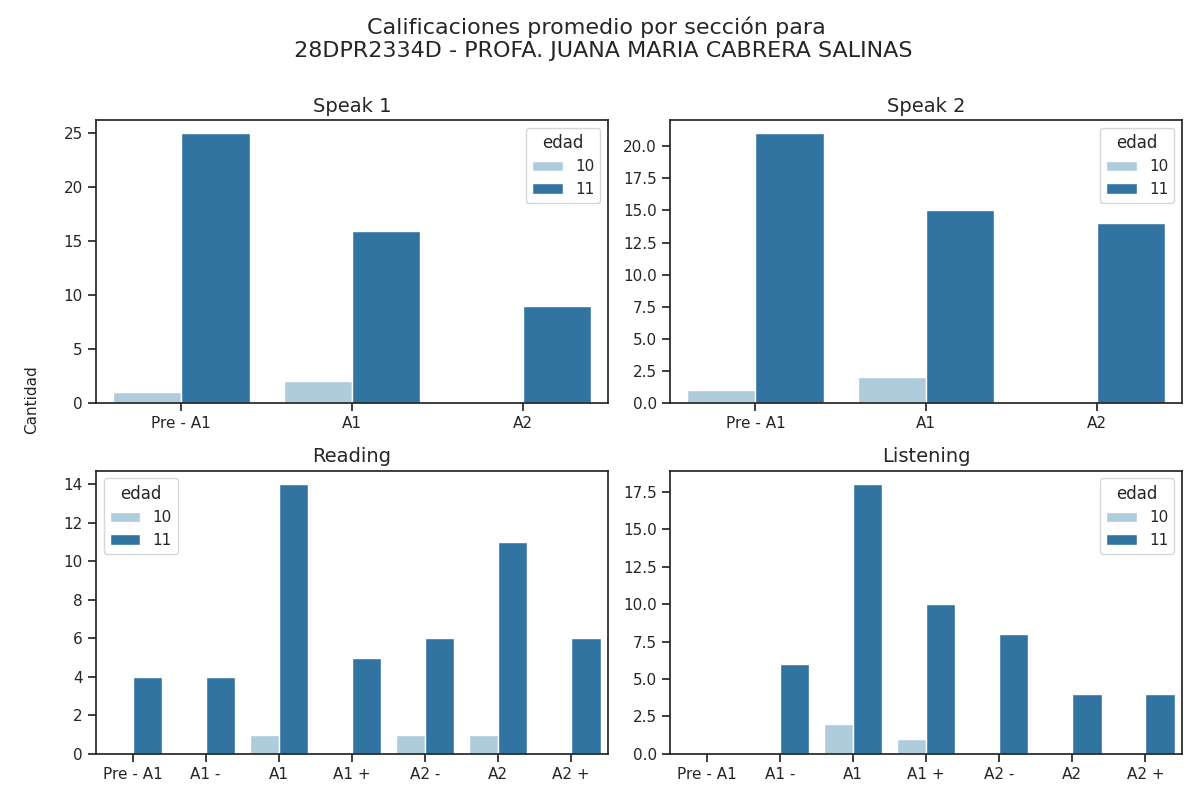 Calificaciones promedio por sección para
28DPR2334D - PROFA. JUANA MARIA CABRERA SALINAS
Cantidad
Speak 1
25
20
15
10
5
0
Pre - A1 A1 A2
edad
10
11
Speak 2
20.0
17.5
15.0
12.5
10.0
7.5
5.0
2.5
0.0
Pre - A1 A1 A2
edad
10
11
Reading
14
12
10
8
6
4
2
0
Pre - A1 A1 - A1 A1 + A2 - A2 A2 +
edad
10
11
Listening
17.5
15.0
12.5
10.0
7.5
5.0
2.5
0.0
Pre - A1 A1 - A1 A1 + A2 - A2 A2 +
edad
10
11